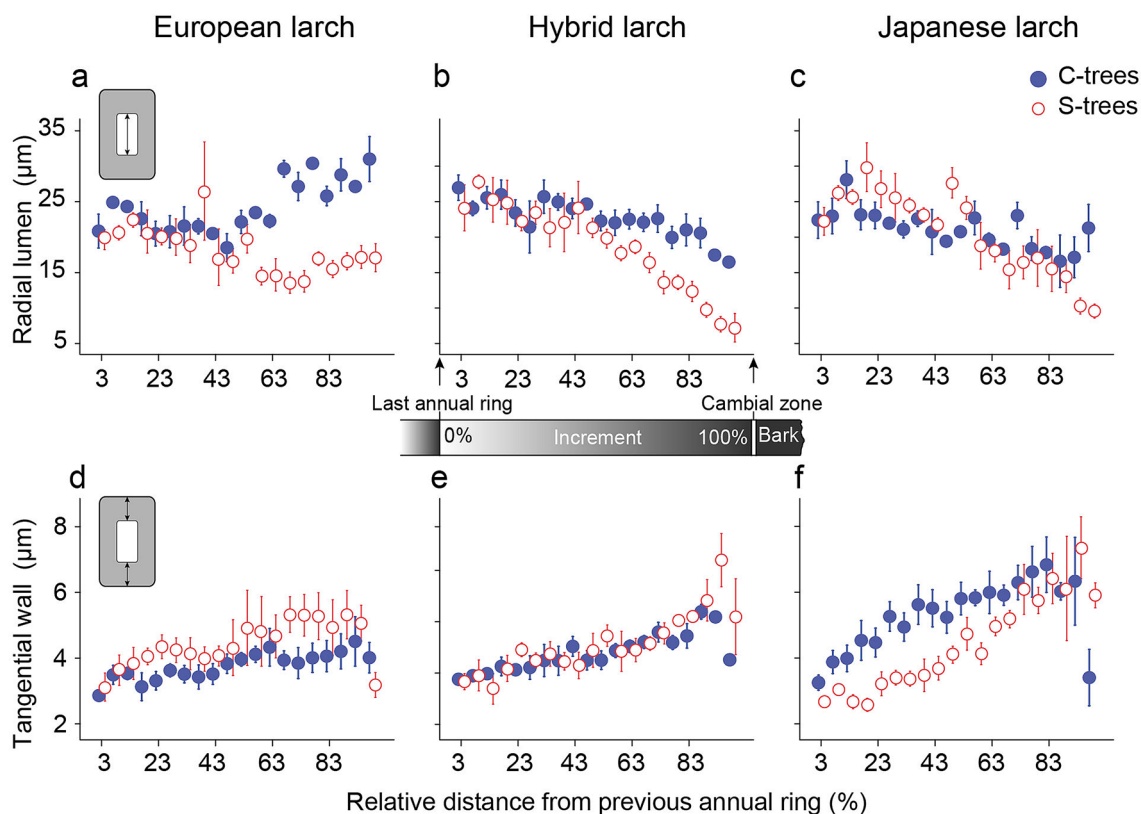 European larch
Hybrid larch
Japanese larch
a
b
c
C-trees
S-trees
Radial lumen (µm)
35
25
15
5
3 23 43 63 83
3 23 43 63 83
3 23 43 63 83
Last annual ring
Cambial zone
0%
Increment
100%
Bark
d
e
f
Tangential wall (µm)
8
6
4
2
3 23 43 63 83
3 23 43 63 83
3 23 43 63 83
Relative distance from previous annual ring (%)